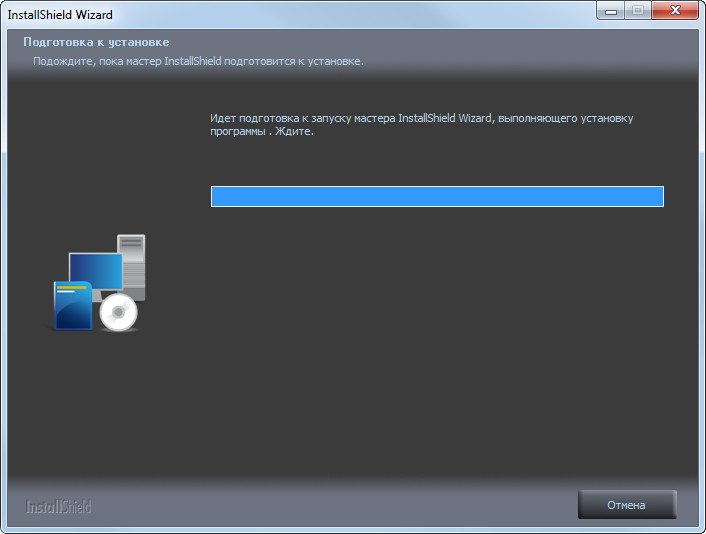 InstallShield Wizard
Подготовка к установке
Подождите, пока мастер InstallShield подготовится к установке.
Идет подготовка к запуску мастера InstallShield Wizard, выполняющего установку
программы . Ждите.
InstallShield
Отмена